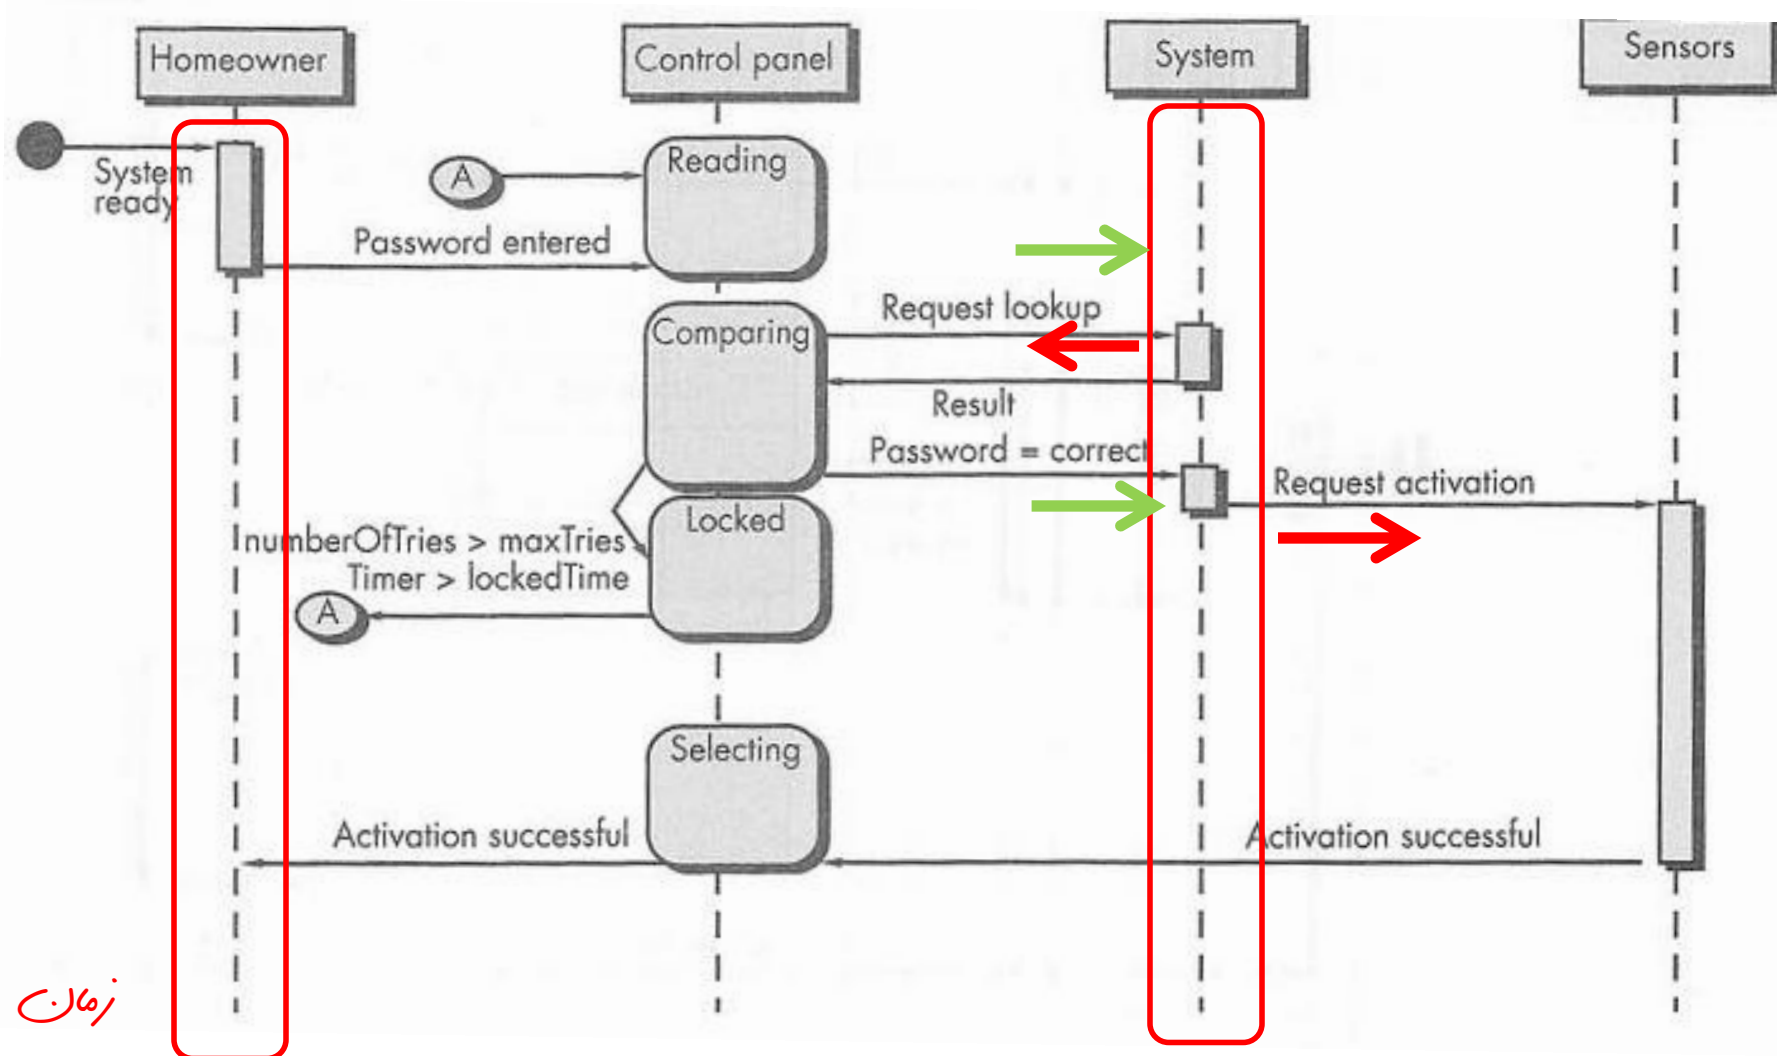 Homeowner
Control panel
System
Sensors
System
ready
A
Reading
Password entered
Request lookup
Comparing
Result
Password = correct
Request activation
Locked
numberOfTries > maxTries
Timer > lockedTime
A
Selecting
Activation successful
Activation successful
زمان